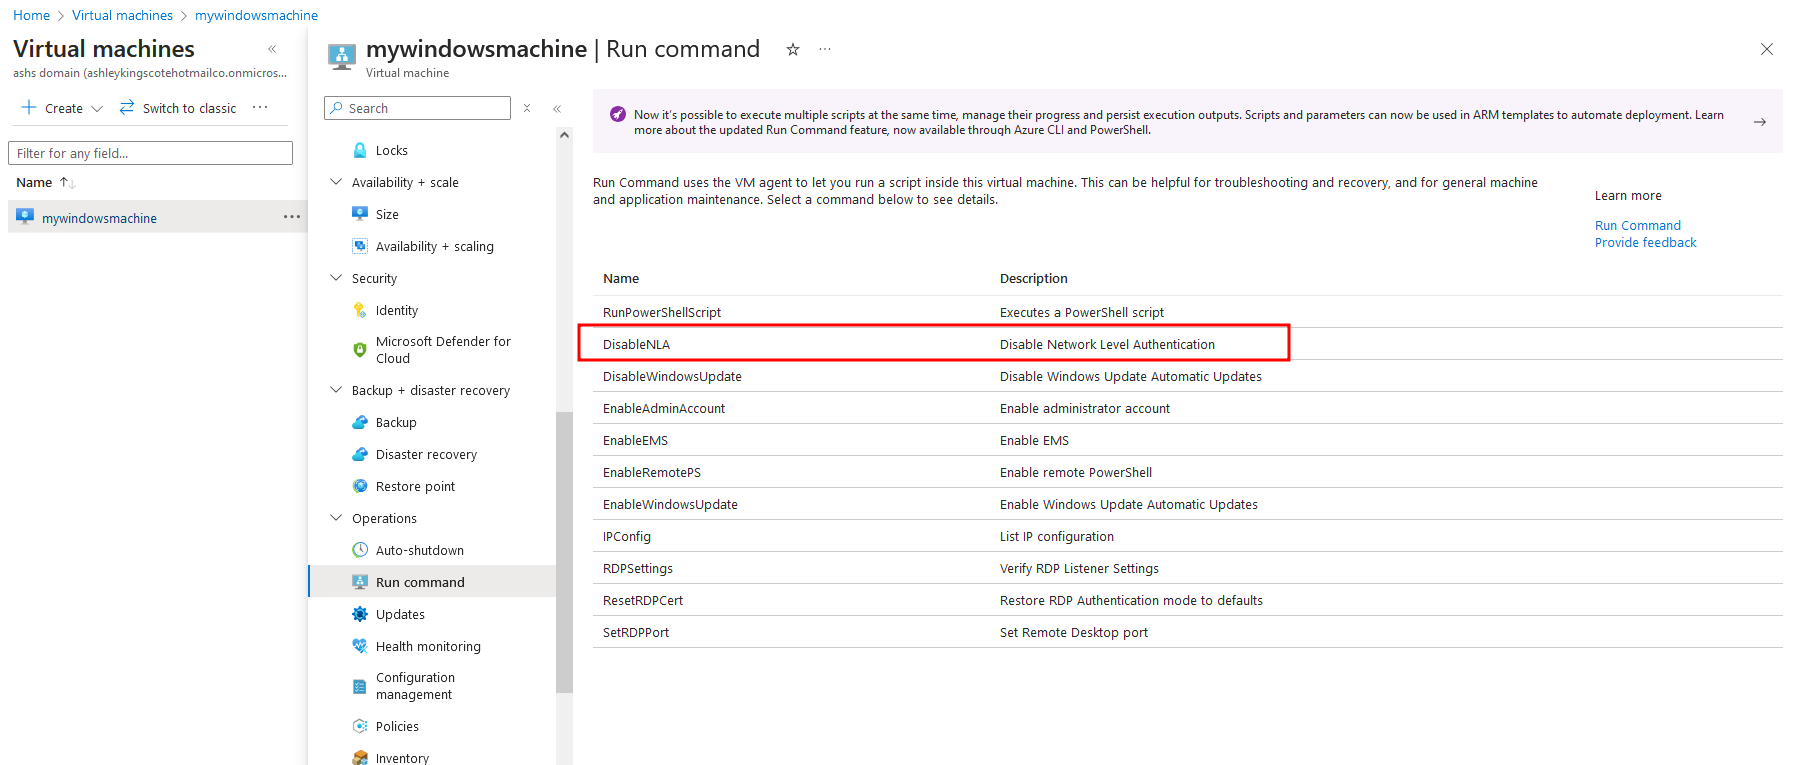 Home > Virtual machines > mywindowsmachine
Virtual machines
ashs domain (ashleykingscotehotmailco.onmicros...
Create
Switch to classic
Filter for any field...
Name
mywindowsmachine
mywindowsmachine | Run command
Virtual machine
Search
Locks
Availability + scale
Size
Availability + scaling
Security
Identity
Microsoft Defender for
Cloud
Backup + disaster recovery
Backup
Disaster recovery
Restore point
Operations
Auto-shutdown
Run command
Updates
Health monitoring
Configuration
management
Policies
Inventory
Now it's possible to execute multiple scripts at the same time, manage their progress and persist execution outputs. Scripts and parameters can now be used in ARM templates to automate deployment. Learn
more about the updated Run Command feature, now available through Azure CLI and PowerShell.
Run Command uses the VM agent to let you run a script inside this virtual machine. This can be helpful for troubleshooting and recovery, and for general machine
and application maintenance. Select a command below to see details.
Learn more
Run Command
Provide feedback
Name Description
RunPowerShellScript Executes a PowerShell script
DisableNLA Disable Network Level Authentication
DisableWindowsUpdate Disable Windows Update Automatic Updates
EnableAdminAccount Enable administrator account
EnableEMS Enable EMS
EnableRemotePS Enable remote PowerShell
EnableWindowsUpdate Enable Windows Update Automatic Updates
IPConfig List IP configuration
RDPSettings Verify RDP Listener Settings
ResetRDPCert Restore RDP Authentication mode to defaults
SetRDPPort Set Remote Desktop port